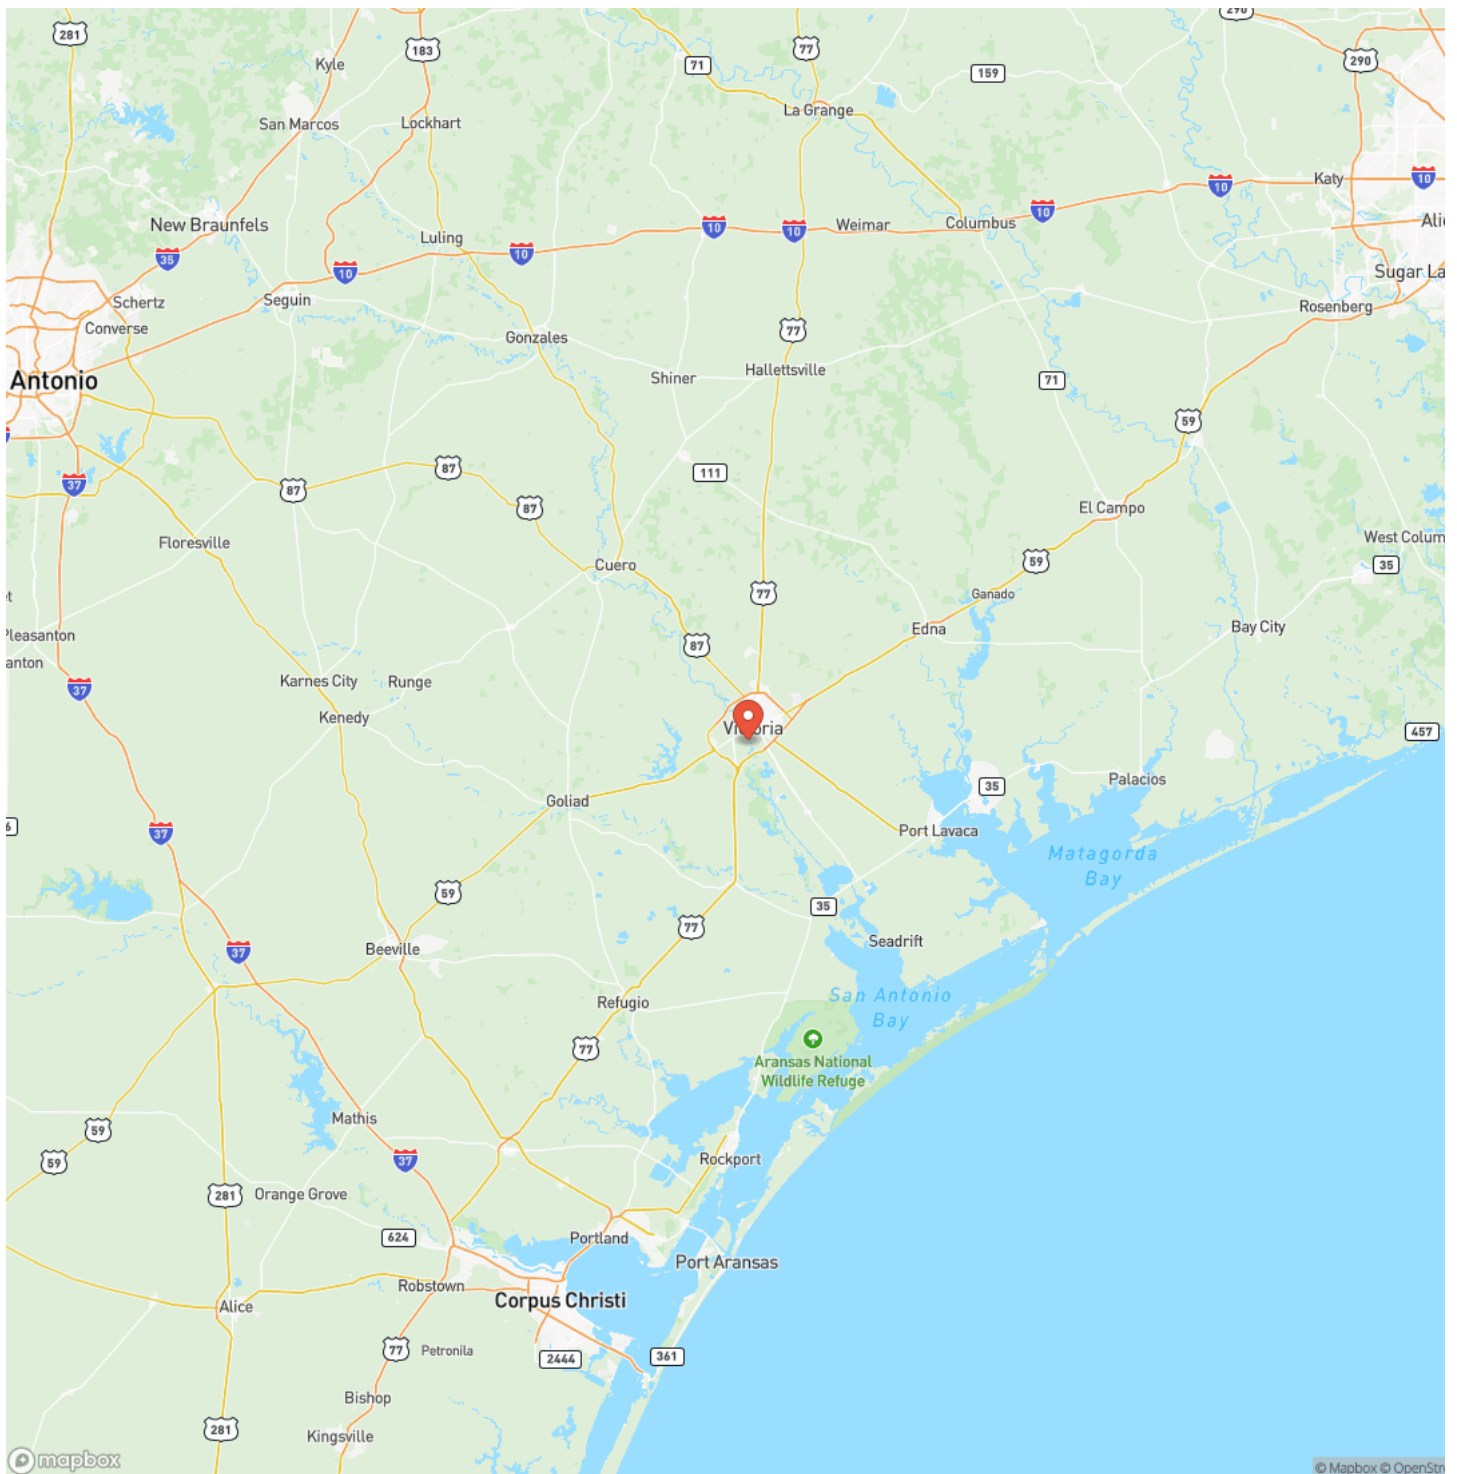 281
183
77
290
290
71
159
Kyle
San Marcos
Lockhart
La Grange
Katy
10
10
10
New Braunfels
Luling
10
10
Weimar
Columbus
10
35
10
Schertz
Seguin
Sugar La
Rosenberg
Converse
Gonzales
77
Antonio
Shiner
Hallettsville
71
59
87
111
37
87
87
El Campo
Floresville
West Colum
Cuero
59
35
77
Ganado
Pleasanton
anton
Edna
Bay City
87
Karnes City
Runge
37
Kenedy
Victoria
457
Goliad
35
Palacios
37
Port Lavaca
Matagorda
Bay
59
35
77
Beeville
37
Seadrift
Refugio
San Antonio
Bay
77
Aransas National
Wildlife Refuge
Mathis
59
59
37
Rockport
281
Orange Grove
624
Portland
Port Aransas
Robstown
Corpus Christi
Alice
77
Petronila
2444
361
Bishop
281
Kingsville
mapbox
© Mapbox © OpenStre